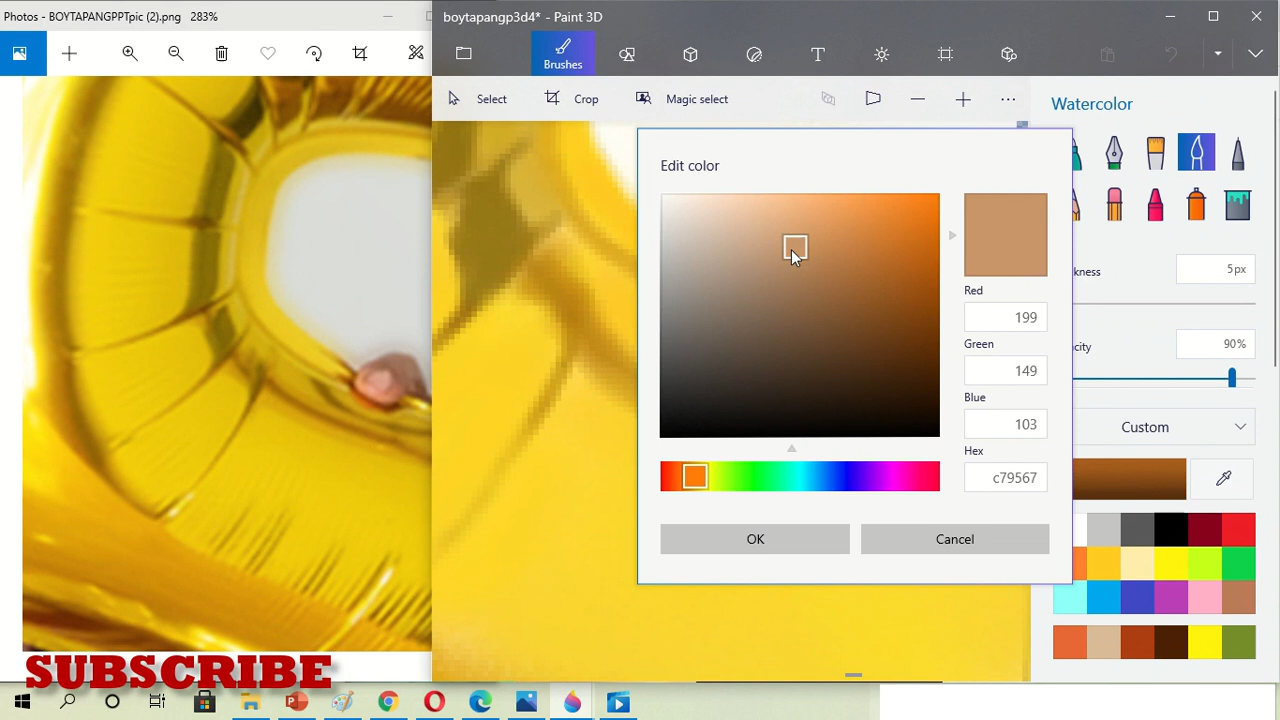 Photos - BOYTAPANGPPTpic (2).png 283%
boytapangp3d4* - Paint 3D
Brushes
Select
Crop
Magic select
Watercolor
Edit color
kness
5px
Red
199
Green
149
city
90%
Blue
103
Custom
Hex
c79567
OK
Cancel
SUBSCRIBE